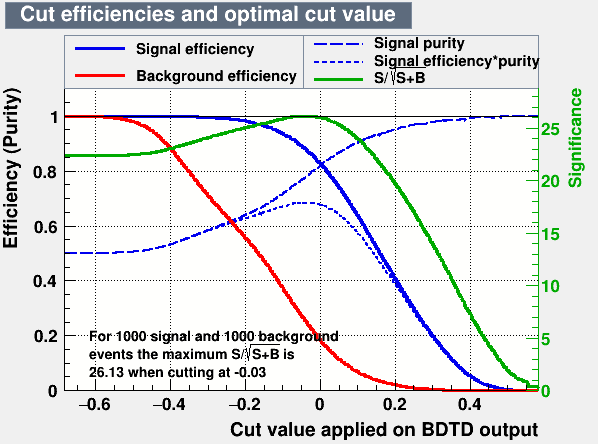 Cut efficiencies and optimal cut value
Signal efficiency
Background efficiency
Signal purity
Signal efficiency*purity
S/√S+B
Efficiency (Purity)
1
0.8
0.6
0.4
0.2
0
Significance
25
20
15
10
5
0
For 1000 signal and 1000 background
events the maximum S/√S+B is
26.13 when cutting at -0.03
−0.6 −0.4 −0.2 0 0.2 0.4
Cut value applied on BDTD output